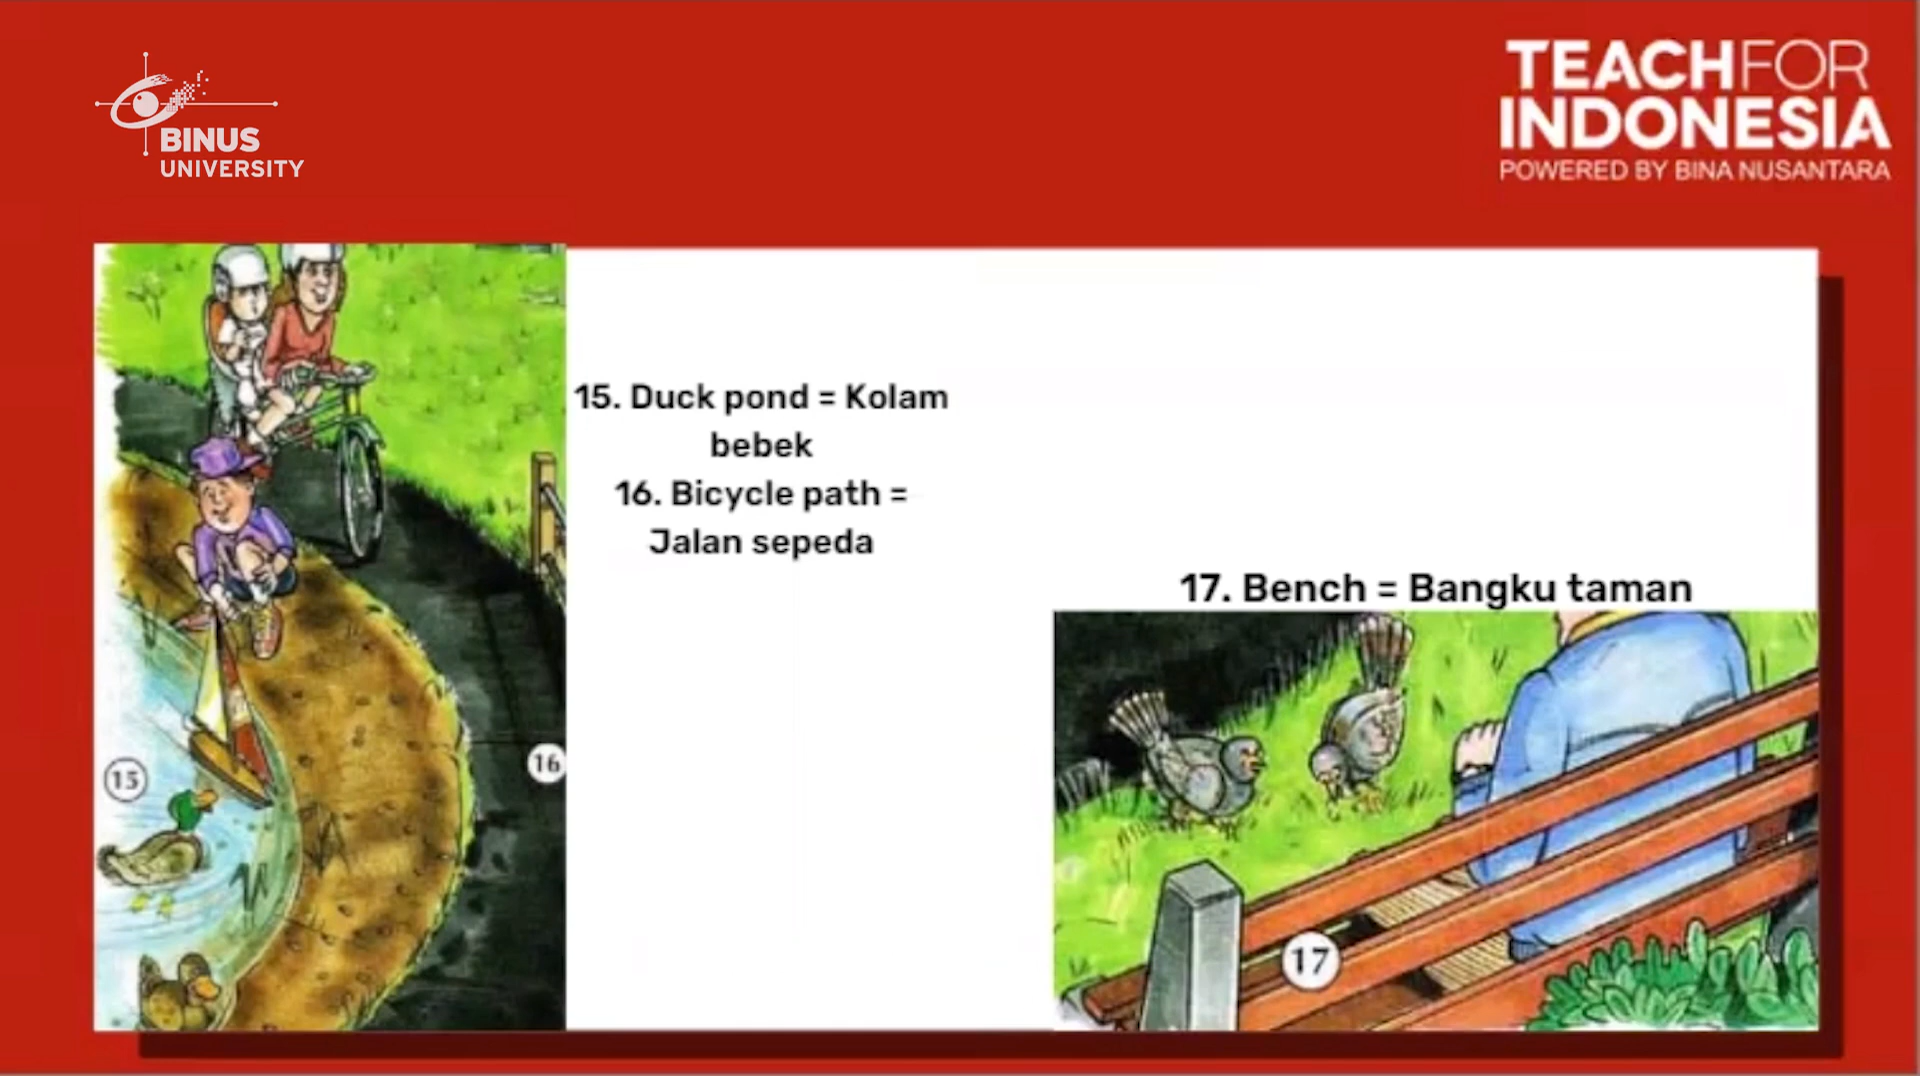 BINUS
UNIVERSITY
TEACHFOR
INDONESIA
POWERED BY BINA NUSANTARA
15. Duck pond = Kolam
bebek
16. Bicycle path =
Jalan sepeda
15
16
17. Bench = Bangku taman
17